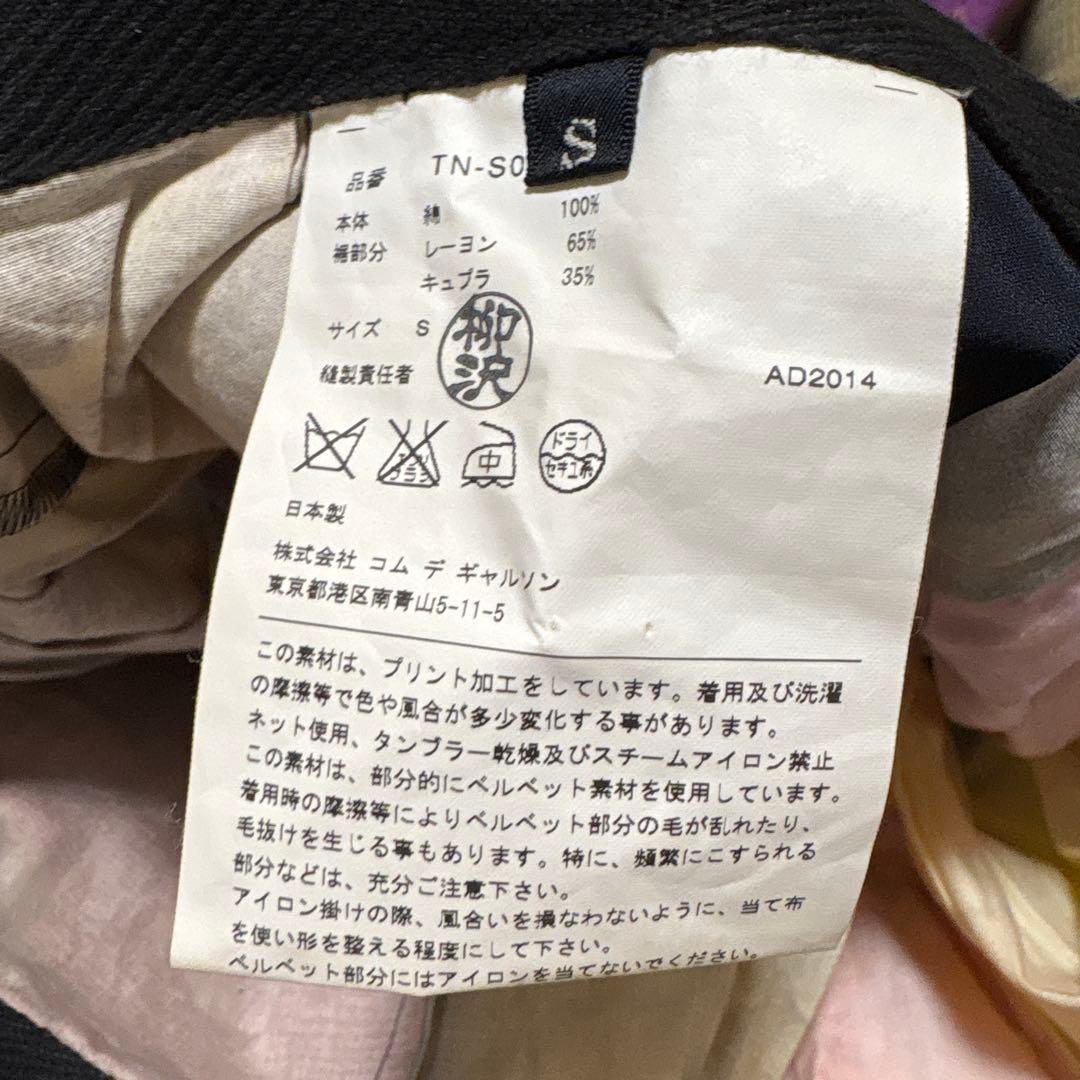 S
品番 TN-S0
本体 綿 100%
裾部分 レーヨン 65%
キュプラ 35%
サイズ S
縫製責任者 柳沢
AD2014
中
ドライ
セキユ系
日本製
株式会社 コム デ ギャルソン
東京都港区南青山5-11-5
この素材は、プリント加工をしています。着用及び洗濯
の摩擦等で色や風合が多少変化する事があります。
ネット使用、タンブラー乾燥及びスチームアイロン禁止
この素材は、部分的にベルベット素材を使用しています。
着用時の摩擦等によりベルベット部分の毛が乱れたり、
毛抜けを生じる事もあります。特に、頻繁にこすられる
部分などは、充分ご注意下さい。
アイロン掛けの際、風合いを損なわないように、当て布
を使い形を整える程度にして下さい。
ベルベット部分にはアイロンを当てないでください。